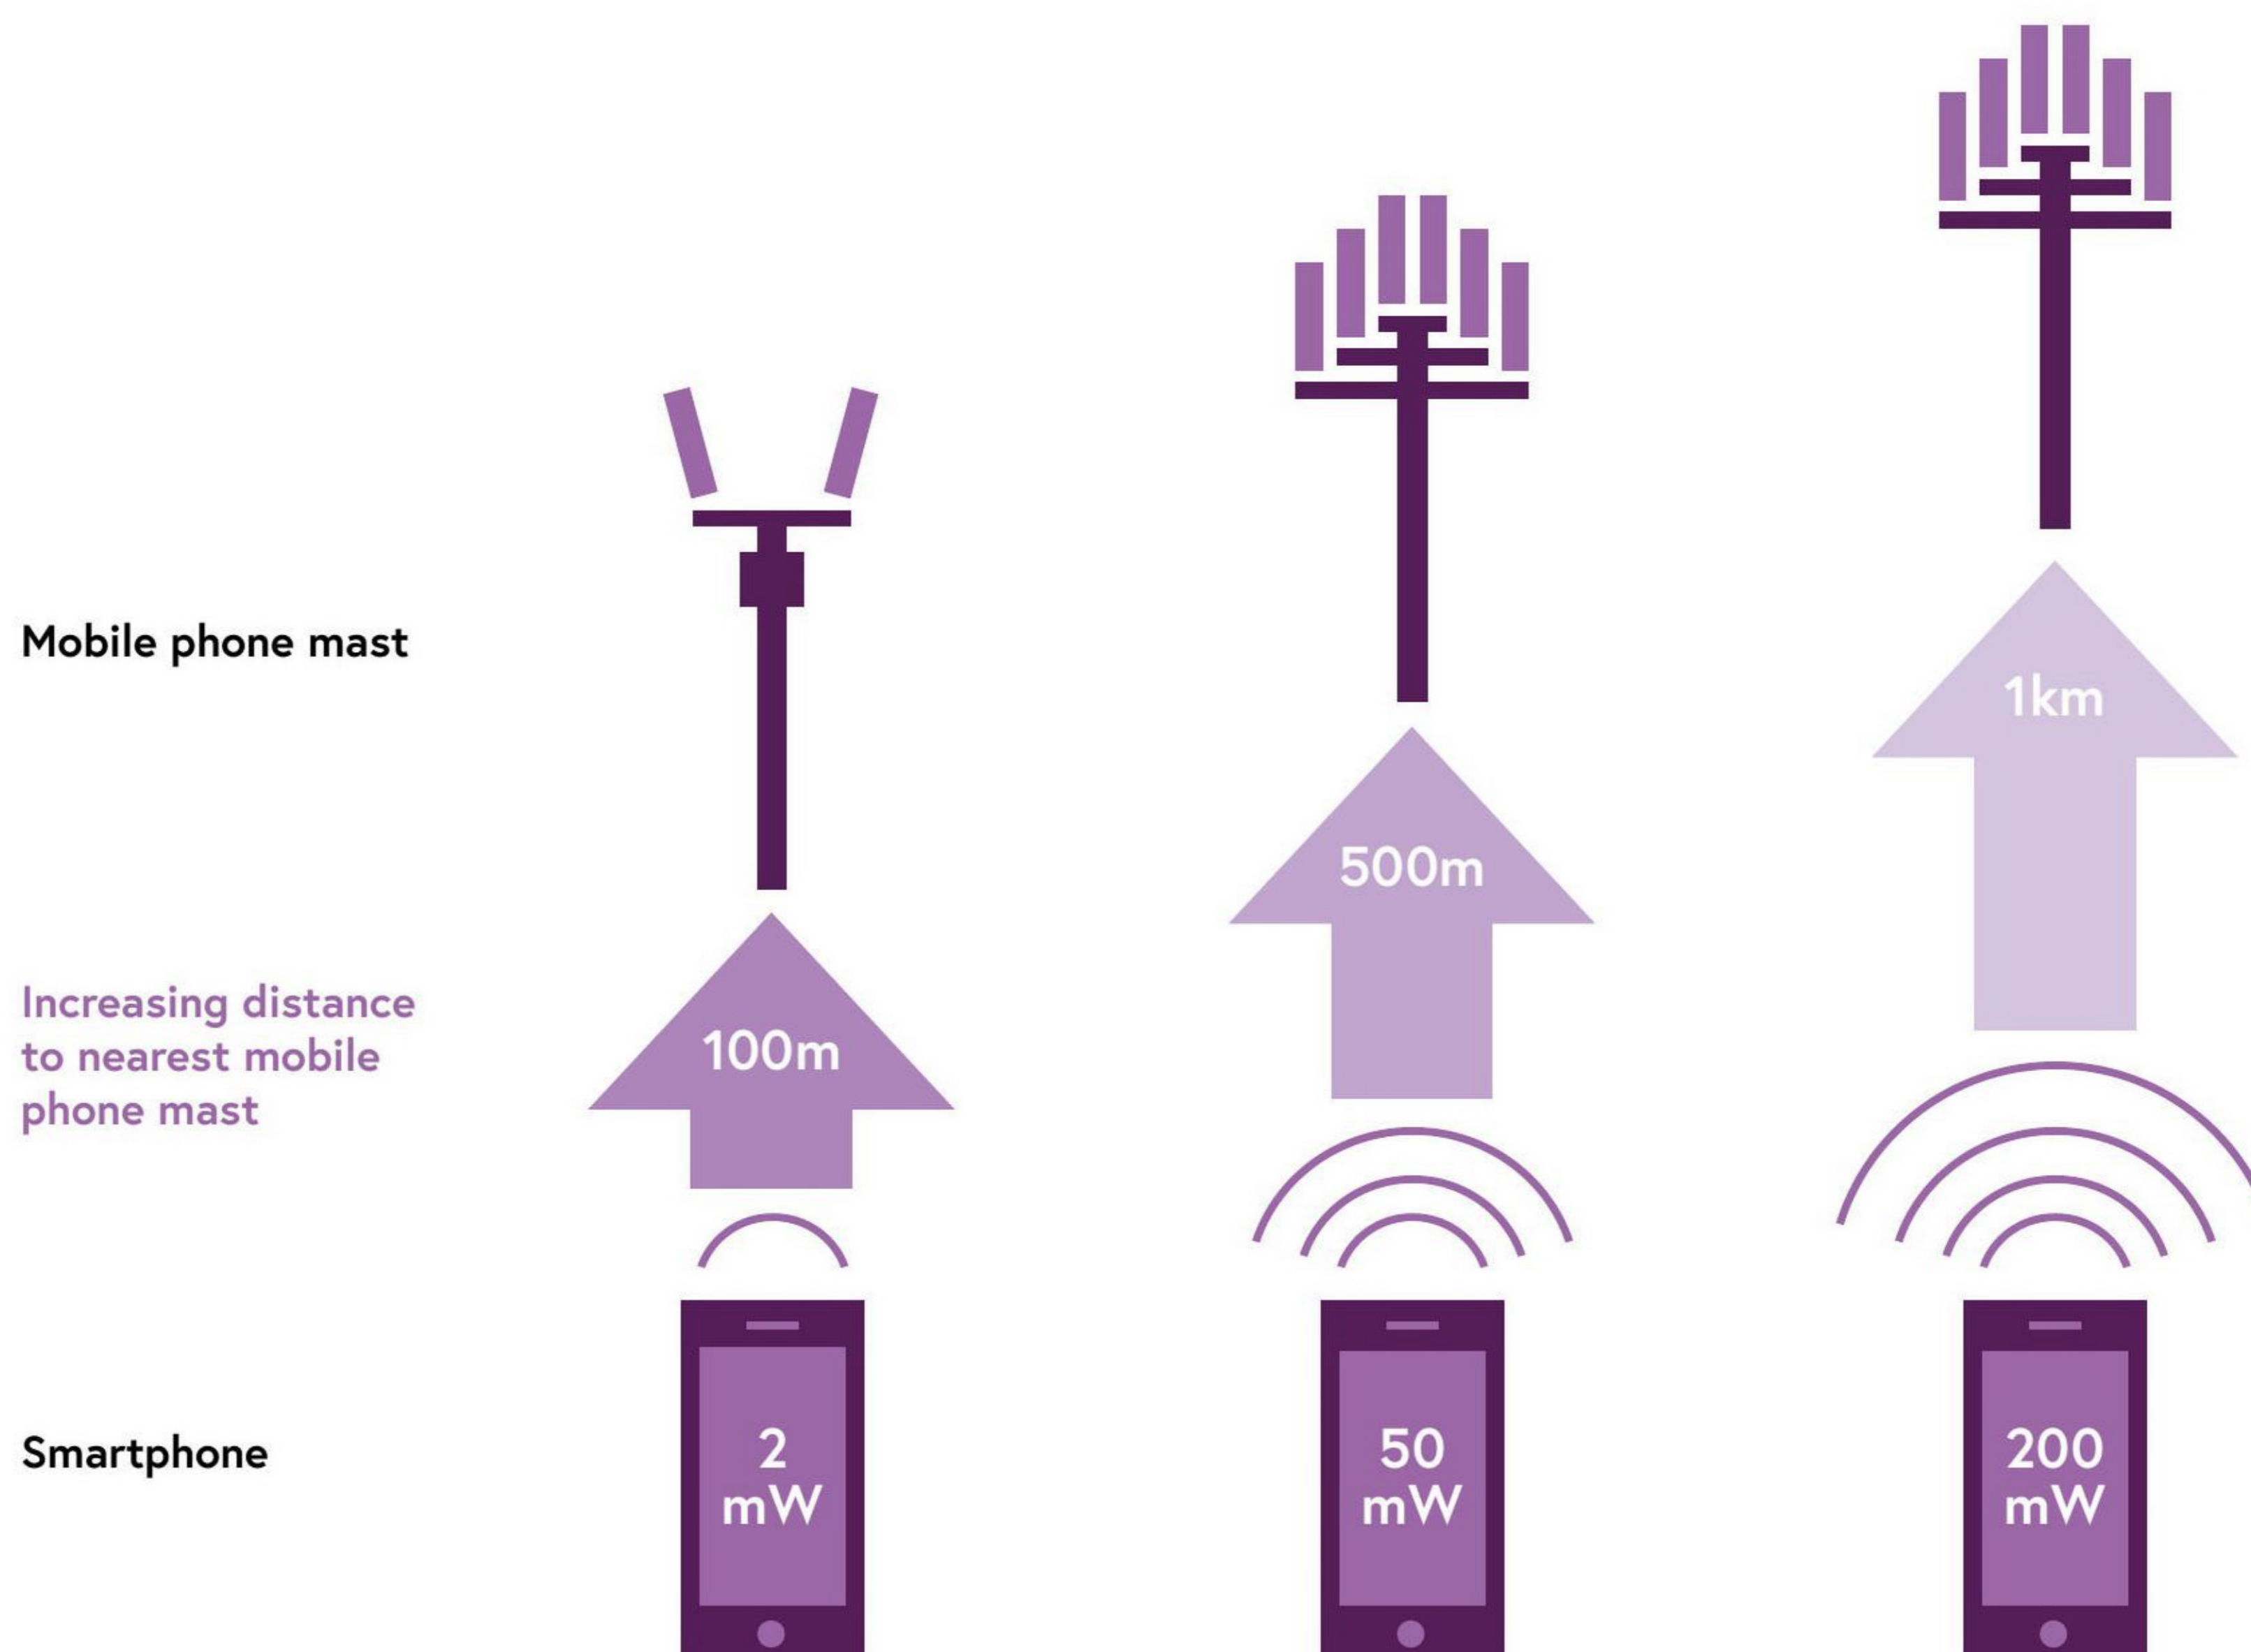 Mobile phone mast
1km
500m
100m
Increasing distance
to nearest mobile
phone mast
Smartphone
2
mW
50
mW
200
mW